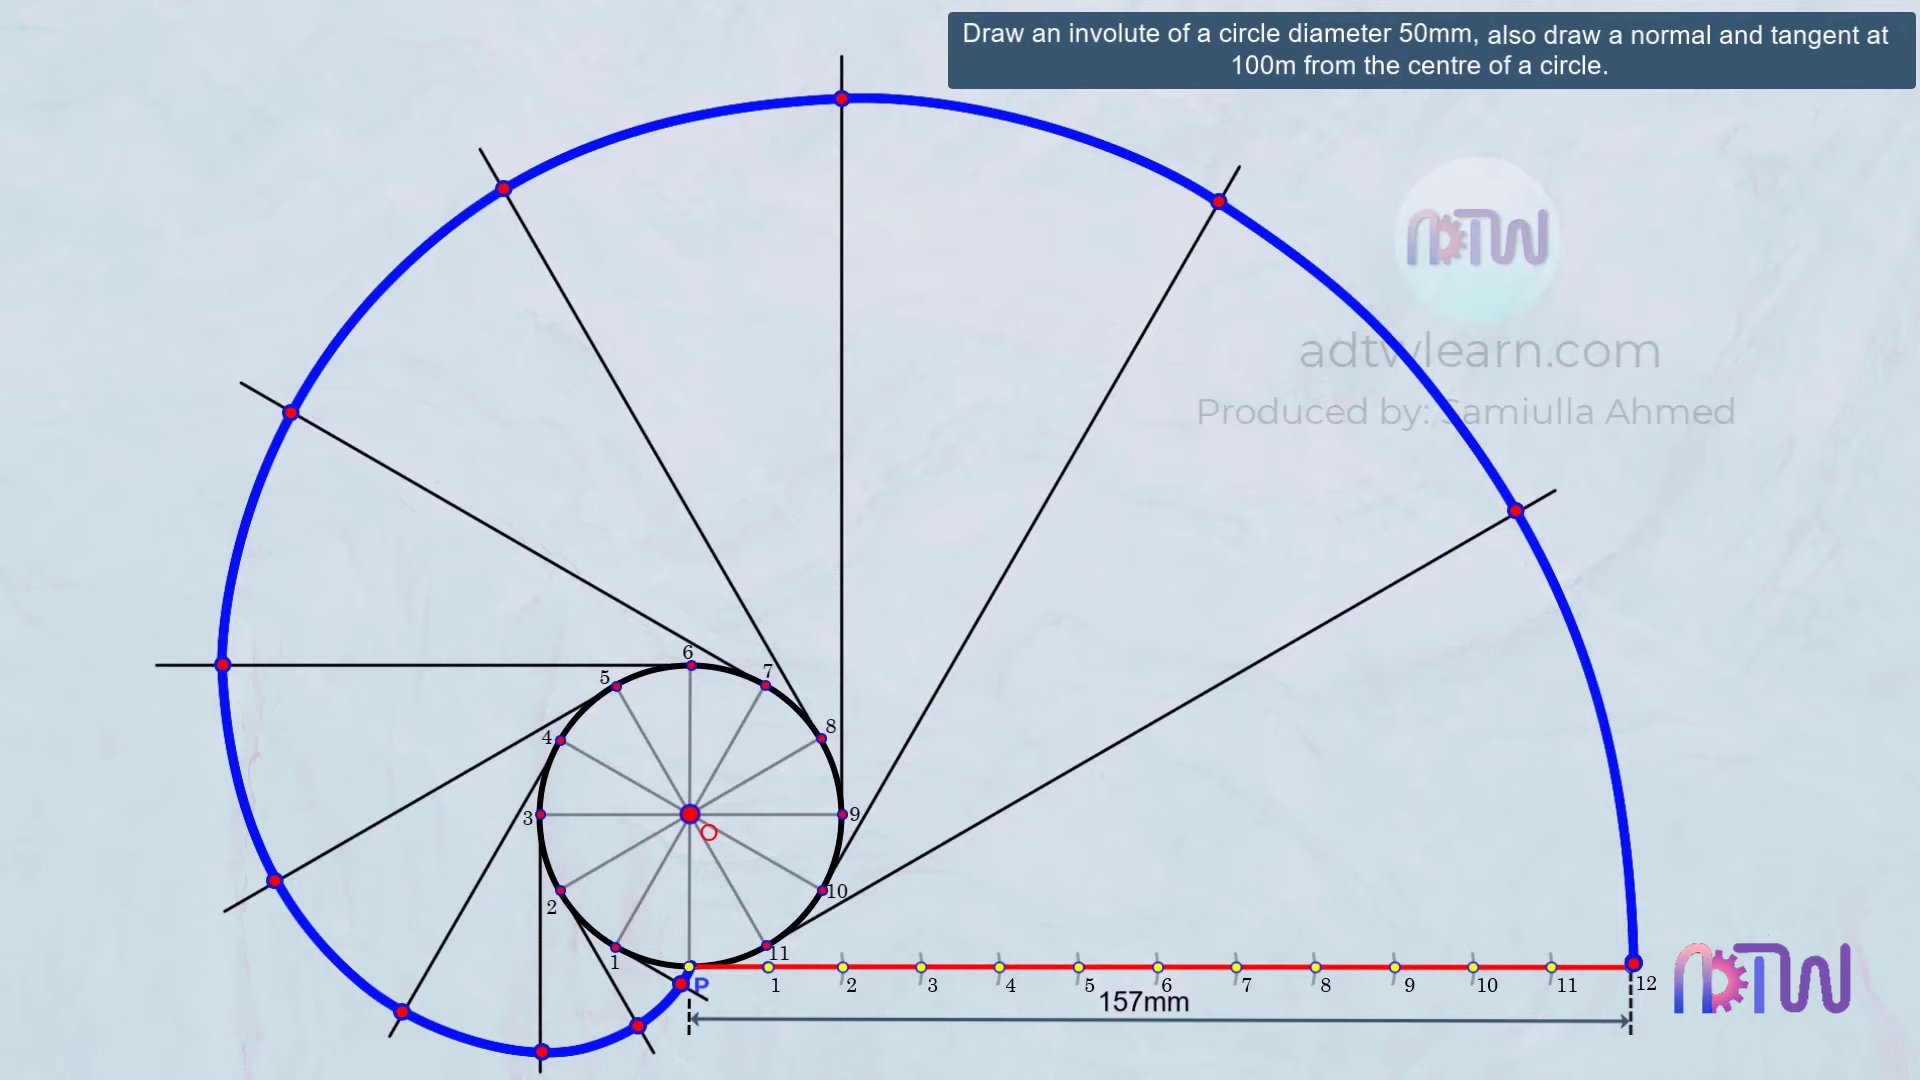 Draw an involute of a circle diameter 50mm, also draw a normal and tangent at
100m from the centre of a circle.
ADTW
adtwlearn.com
Produced by: Samiulla Ahmed
6
5
7
8
4
3
O
9
2
10
1
11
P
1
2
3
4
5
6
7
8
9
10
11
12
157mm
ADTW